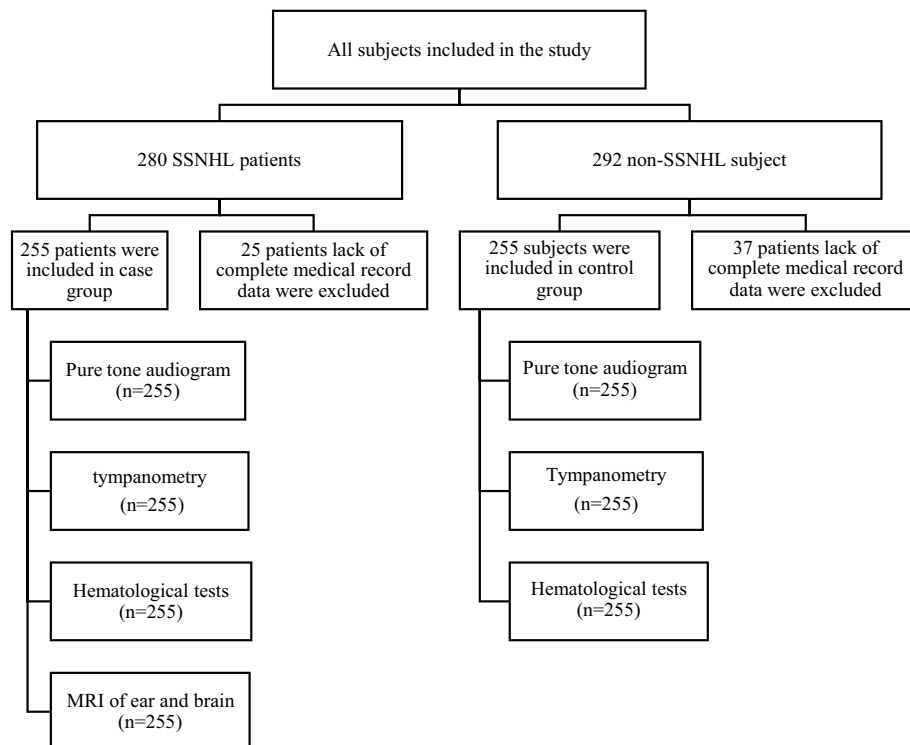 All subjects included in the study
280 SSNHL patients
292 non-SSNHL subject
255 patients were
included in case
group
25 patients lack of
complete medical record
data were excluded
255 subjects were
included in control
group
37 patients lack of
complete medical record
data were excluded
Pure tone audiogram
(n=255)
Pure tone audiogram
(n=255)
tympanometry
(n=255)
Tympanometry
(n=255)
Hematological tests
(n=255)
Hematological tests
(n=255)
MRI of ear and brain
(n=255)